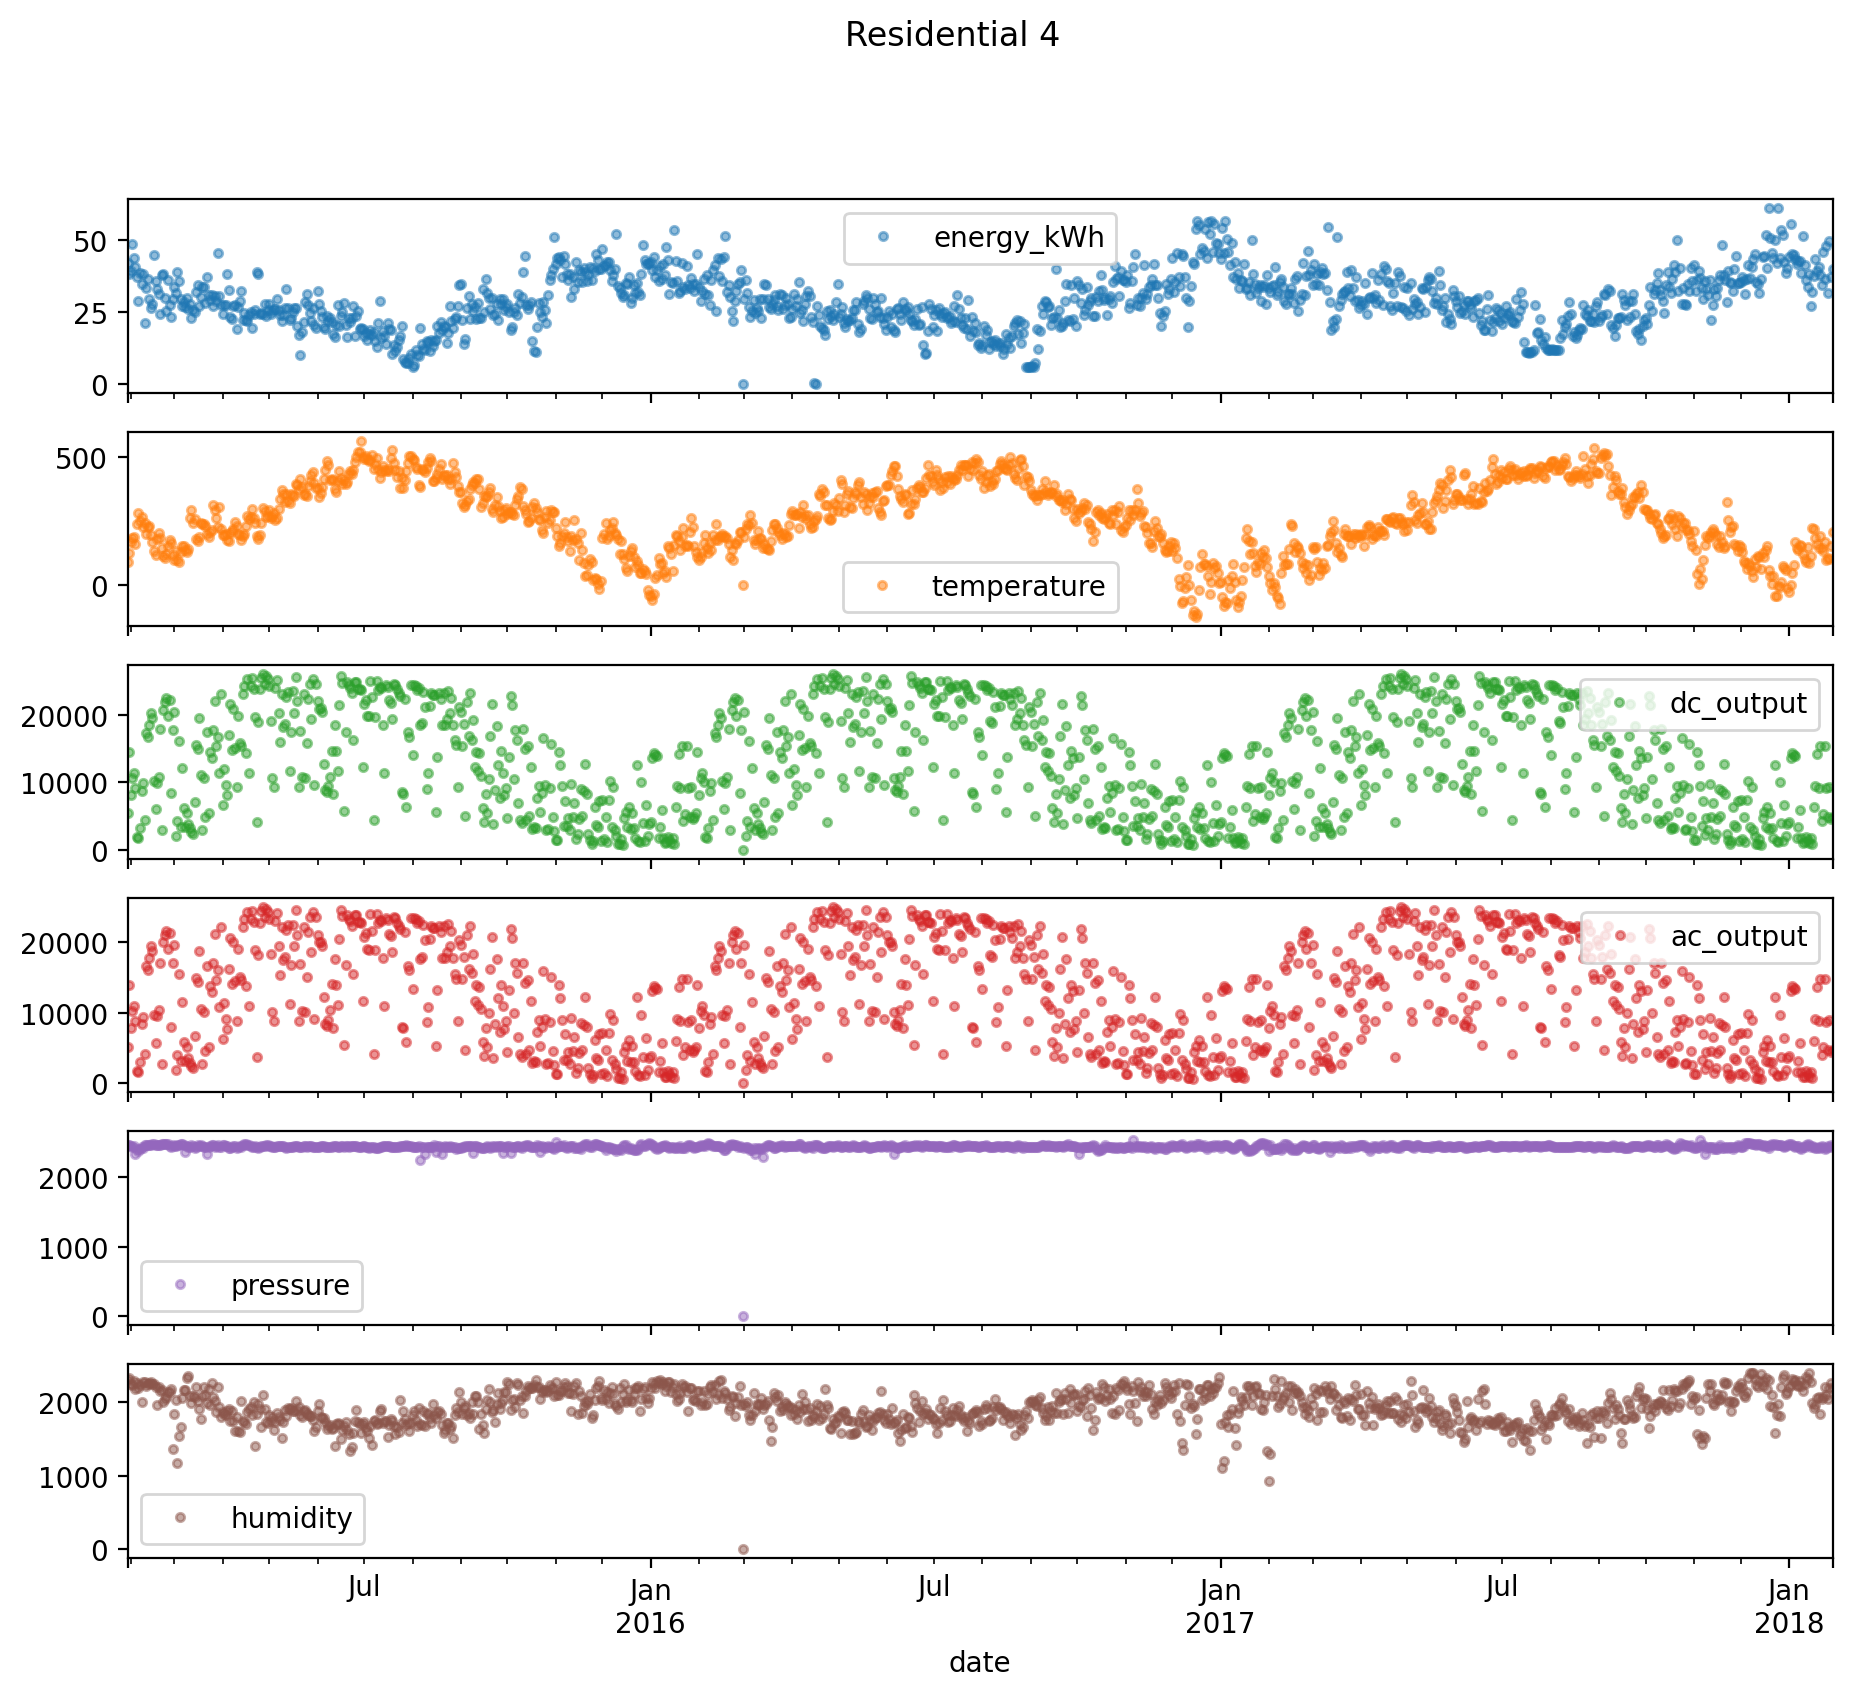 Residential 4
50
25
0
energy_kWh
500
0
temperature
20000
10000
0
dc_output
20000
10000
0
ac_output
2000
1000
0
pressure
2000
1000
0
humidity
Jul Jan Jul Jan Jul Jan
2016 2017 2018
date